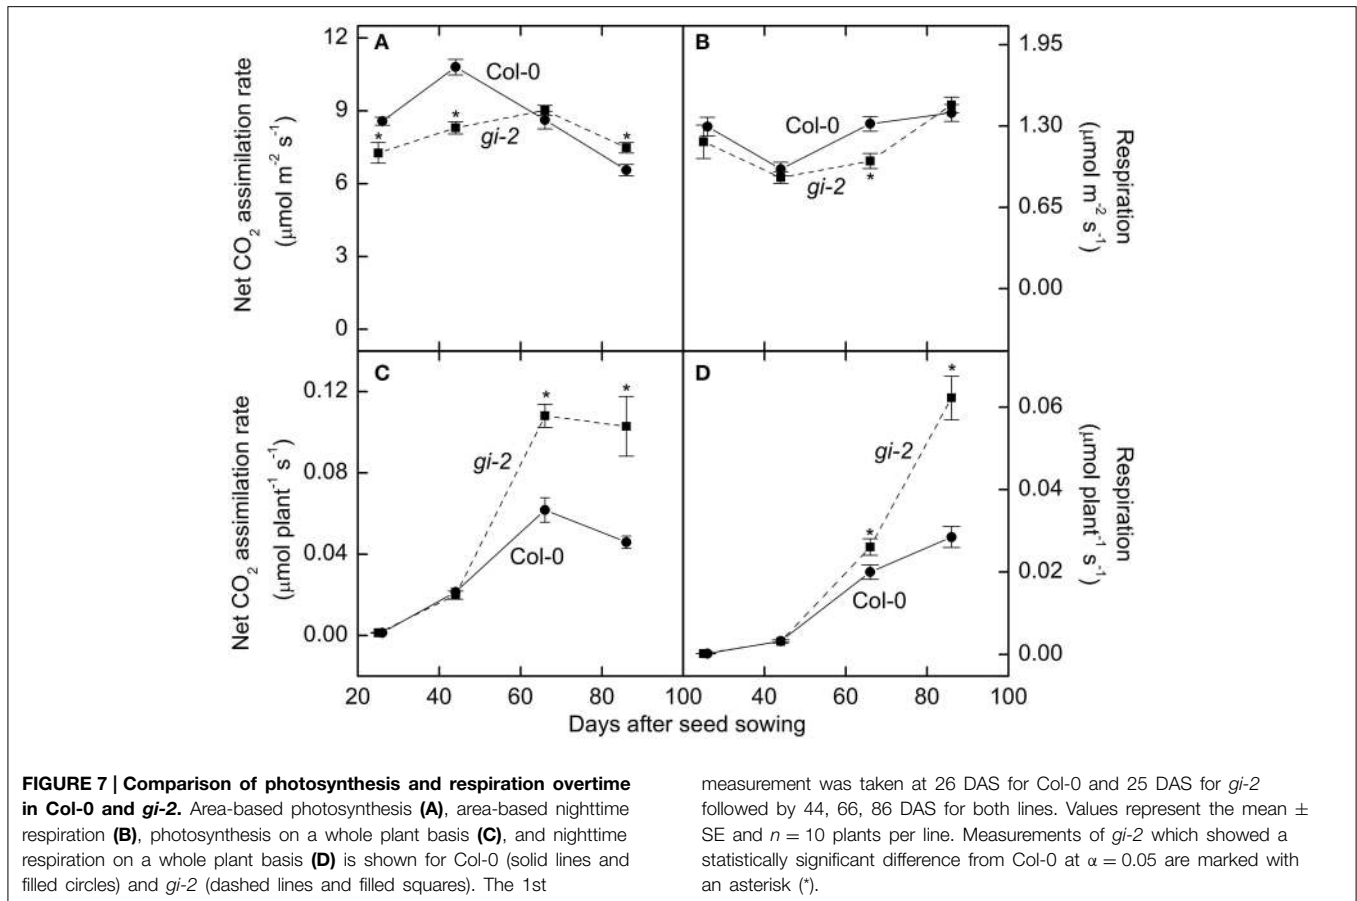 12
9
6
3
0
Net CO2 assimilation rate
(μmol m-2 s-1)
A
Col-0
gi-2
*
*
*
B
Col-0
gi-2
*
1.95
1.30
0.65
0.00
Respiration
(μmol m-2 s-1)
0.12
0.08
0.04
0.00
Net CO2 assimilation rate
(μmol plant-1 s-1)
C
gi-2
Col-0
*
*
D
gi-2
Col-0
*
*
0.06
0.04
0.02
0.00
Respiration
(μmol plant-1 s-1)
20 40 60 80 100 40 60 80 100
Days after seed sowing
FIGURE 7 | Comparison of photosynthesis and respiration overtime
in Col-0 and gi-2. Area-based photosynthesis (A), area-based nighttime
respiration (B), photosynthesis on a whole plant basis (C), and nighttime
respiration on a whole plant basis (D) is shown for Col-0 (solid lines and
filled circles) and gi-2 (dashed lines and filled squares). The 1st
measurement was taken at 26 DAS for Col-0 and 25 DAS for gi-2
followed by 44, 66, 86 DAS for both lines. Values represent the mean ±
SE and n = 10 plants per line. Measurements of gi-2 which showed a
statistically significant difference from Col-0 at α = 0.05 are marked with
an asterisk (*).